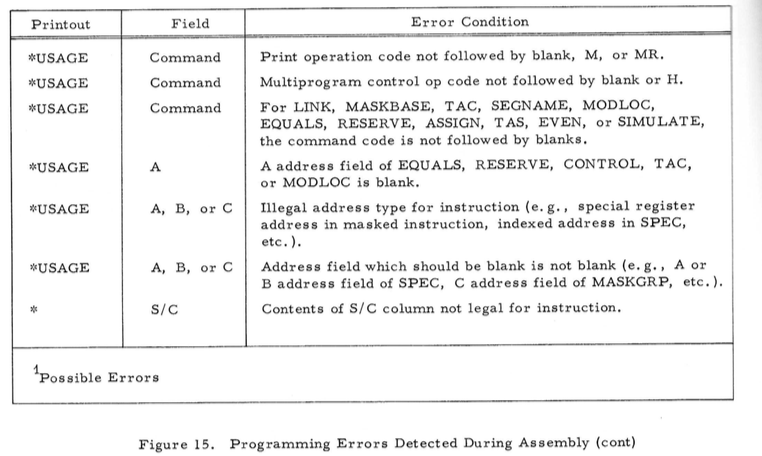 Printout Field Error Condition
*USAGE Command Print operation code not followed by blank, M, or MR.
*USAGE Command Multiprogram control op code not followed by blank or H.
*USAGE Command For LINK, MASKBASE, TAC, SEGNAME, MODLOC,
EQUALS, RESERVE, ASSIGN, TAS, EVEN, or SIMULATE,
the command code is not followed by blanks.
*USAGE A A address field of EQUALS, RESERVE, CONTROL, TAC,
or MODLOC is blank.
*USAGE A, B, or C Illegal address type for instruction (e.g., special register
address in masked instruction, indexed address in SPEC,
etc.).
*USAGE A, B, or C Address field which should be blank is not blank (e.g., A or
B address field of SPEC, C address field of MASKGRP, etc.).
* S/C Contents of S/C column not legal for instruction.
1Possible Errors
Figure 15. Programming Errors Detected During Assembly (cont)